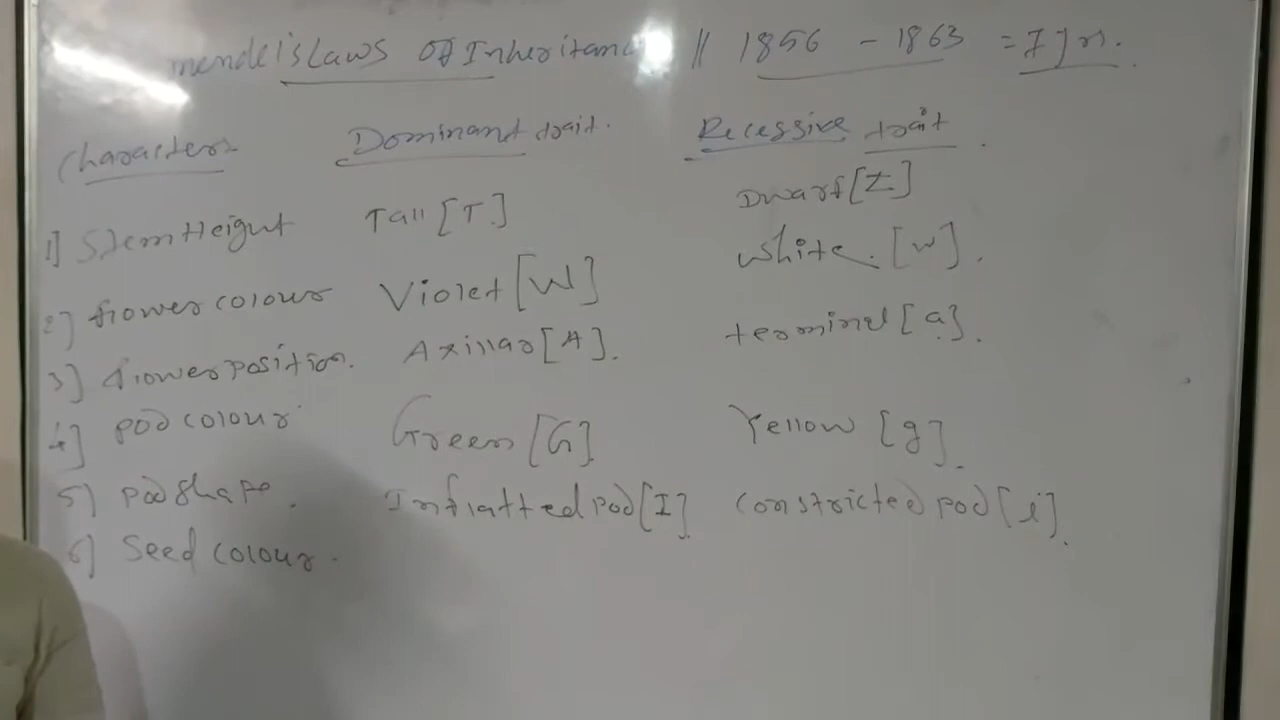 mendel's Laws Of Inheritance || 1856 - 1863 = 7 yrs.
Characters Dominant trait. Recessive trait.
1] Stem Height Tall [T] Dwarf [t]
2] flower colour Violet [W] White. [w].
3] flower position. Axillar [A]. terminal [a].
4] pod colour Green [G] Yellow [g].
5) pod shape. Inflatted pod [I]. constricted pod [i].
6) Seed colour.